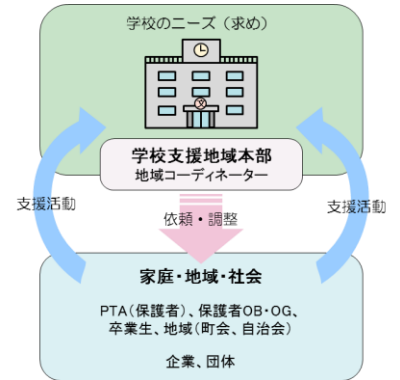 学校のニーズ（求め）
文
学校支援地域本部
地域コーディネーター
支援活動
依頼・調整
支援活動
家庭・地域・社会
PTA（保護者）、保護者OB・OG、
卒業生、地域（町会、自治会）
企業、団体